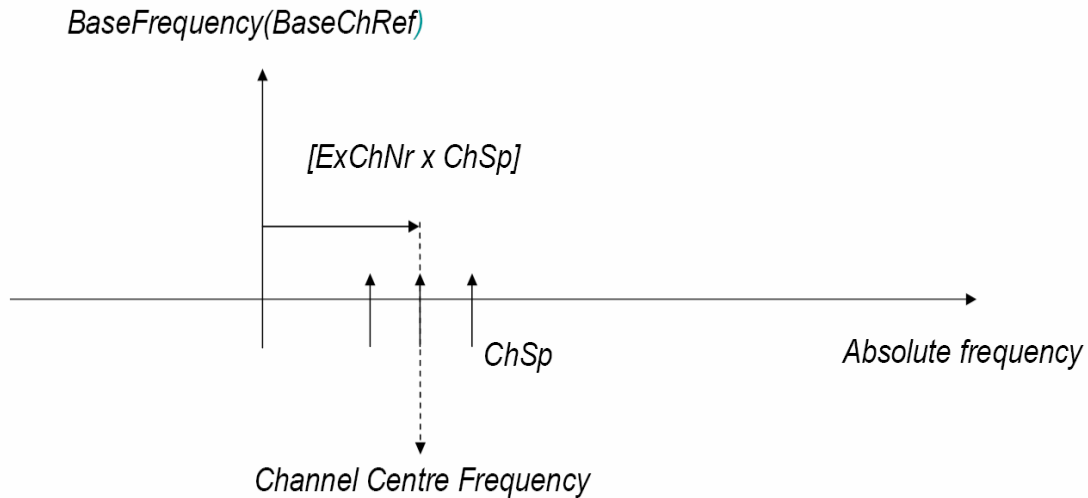 BaseFrequency(BaseChRef)
[ExChNr x ChSp]
ChSp
Absolute frequency
Channel Centre Frequency